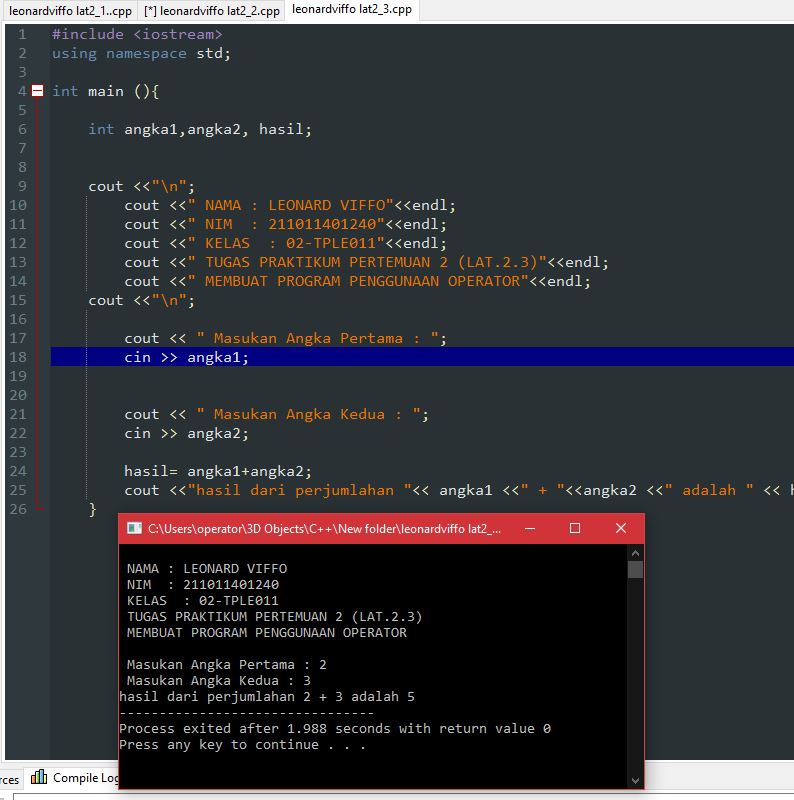 leonardviffo lat2_1..cpp [*] leonardviffo lat2_2.cpp leonardviffo lat2_3.cpp
1 #include <iostream>
2 using namespace std;
3
4 int main (){
5
6 int angka1,angka2, hasil;
7
8
9 cout <<"\n";
10 cout <<" NAMA : LEONARD VIFFO"<<endl;
11 cout <<" NIM  : 211011401240"<<endl;
12 cout <<" KELAS  : 02-TPLE011"<<endl;
13 cout <<" TUGAS PRAKTIKUM PERTEMUAN 2 (LAT.2.3)"<<endl;
14 cout <<" MEMBUAT PROGRAM PENGGUNAAN OPERATOR"<<endl;
15 cout <<"\n";
16
17 cout << " Masukan Angka Pertama : ";
18 cin >> angka1;
19
20
21 cout << " Masukan Angka Kedua : ";
22 cin >> angka2;
23
24 hasil= angka1+angka2;
25 cout <<"hasil dari perjumlahan "<< angka1 <<" + "<<angka2 <<" adalah " <<
26 }
C:\Users\operator\3D Objects\C++\New folder\leonardviffo lat2_...
NAMA : LEONARD VIFFO
NIM  : 211011401240
KELAS  : 02-TPLE011
TUGAS PRAKTIKUM PERTEMUAN 2 (LAT.2.3)
MEMBUAT PROGRAM PENGGUNAAN OPERATOR
Masukan Angka Pertama : 2
Masukan Angka Kedua : 3
hasil dari perjumlahan 2 + 3 adalah 5
--------------------------------
Process exited after 1.988 seconds with return value 0
Press any key to continue . . .
Compile